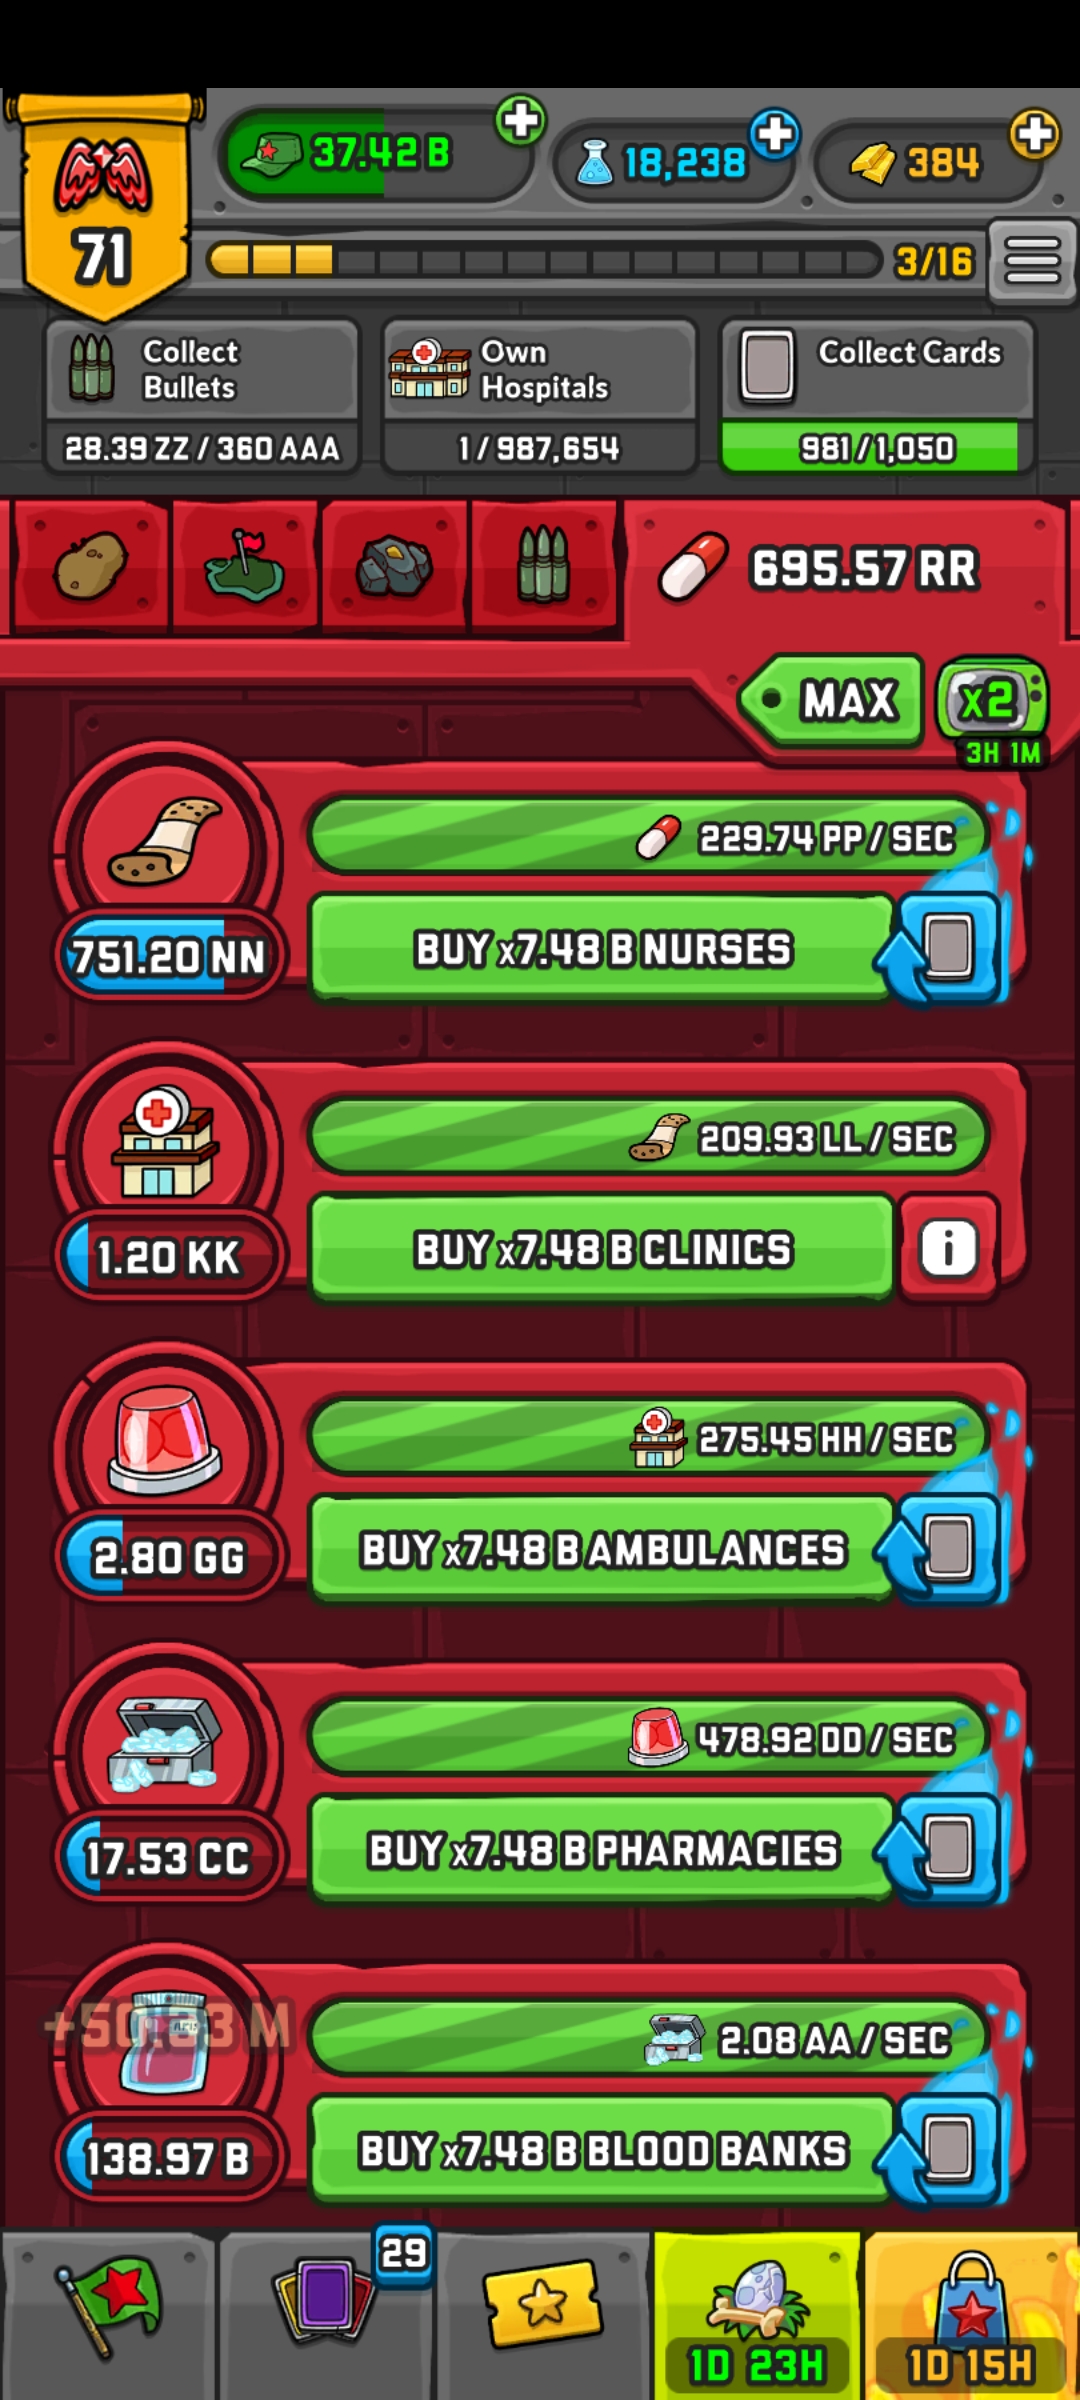 71
37.42 B
18,238
384
3/16
Collect
Bullets
28.39 ZZ / 360 AAA
Own
Hospitals
1 / 987,654
Collect Cards
981/1,050
695.57 RR
MAX
x2
3H 1M
229.74 PP / SEC
751.20 NN
BUY x7.48 B NURSES
209.93 LL / SEC
1.20 KK
BUY x7.48 B CLINICS
i
275.45 HH / SEC
2.80 GG
BUY x7.48 B AMBULANCES
478.92 DD / SEC
17.53 CC
BUY x7.48 B PHARMACIES
2.08 AA / SEC
138.97 B
BUY x7.48 B BLOOD BANKS
29
1D 23H
1D 15H